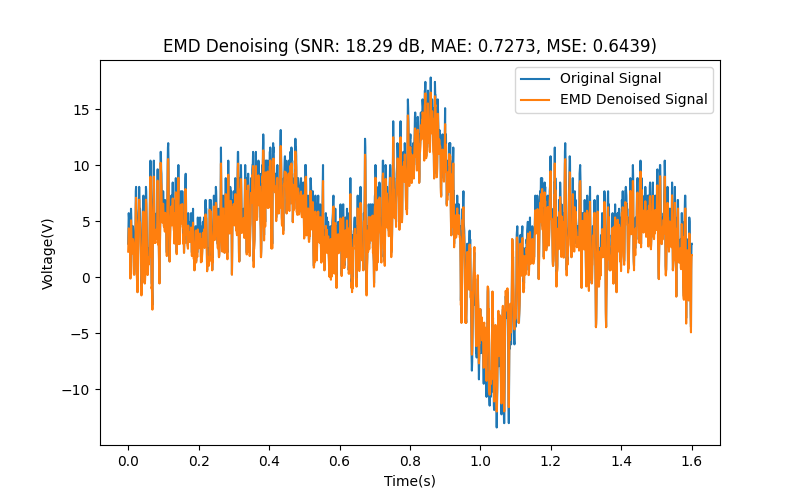 EMD Denoising (SNR: 18.29 dB, MAE: 0.7273, MSE: 0.6439)
Original Signal
EMD Denoised Signal
15
10
5
0
−5
−10
Voltage(V)
0.0 0.2 0.4 0.6 0.8 1.0 1.2 1.4 1.6
Time(s)